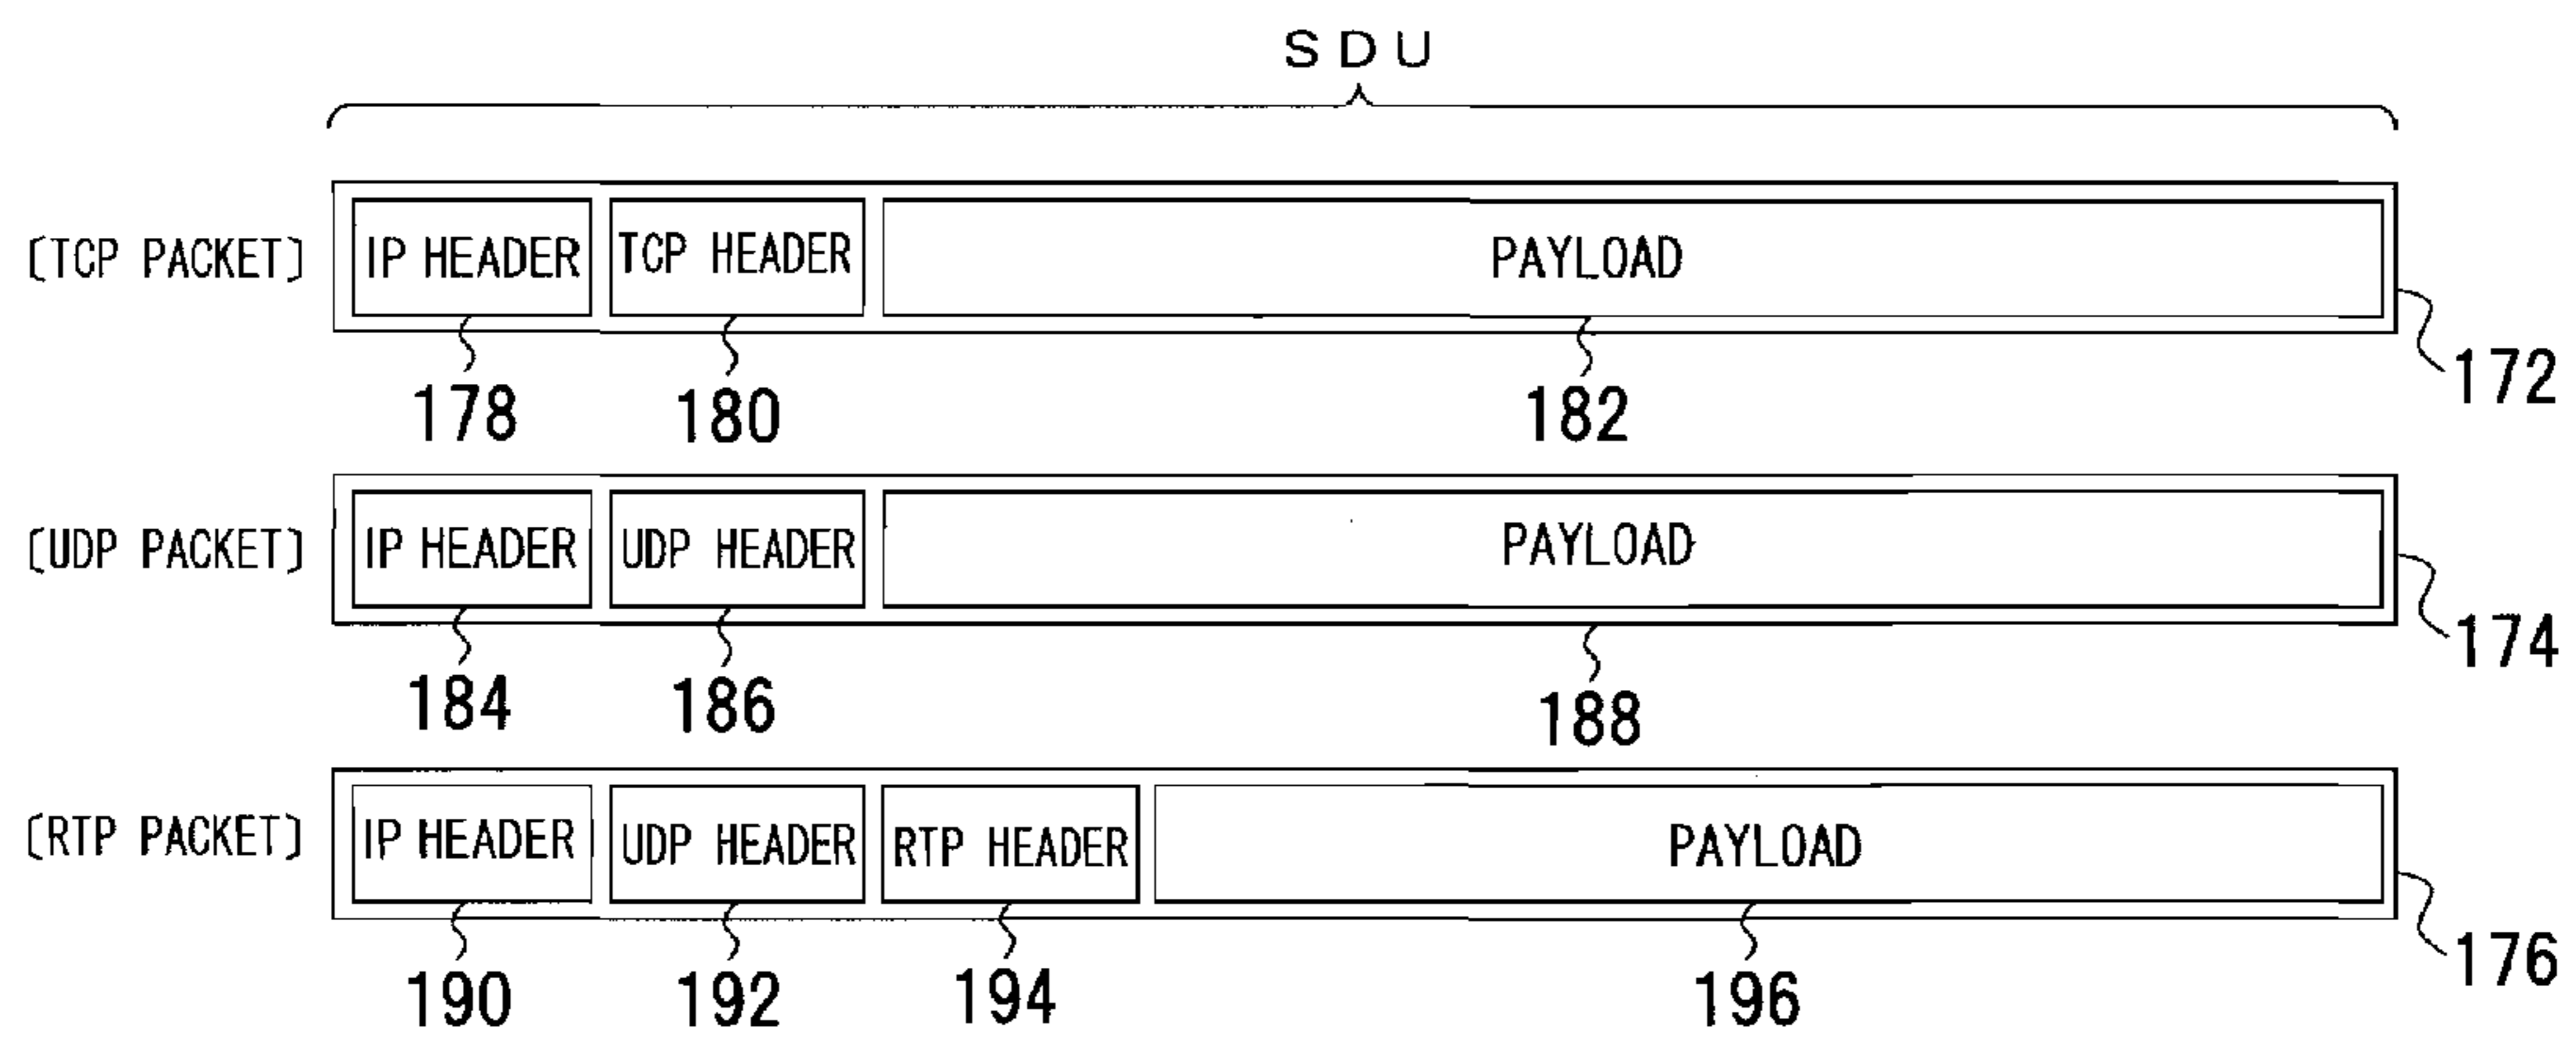 SDU
[TCP PACKET] IP HEADER TCP HEADER PAYLOAD
172
178 180 182
[UDP PACKET] IP HEADER UDP HEADER PAYLOAD
174
184 186 188
[RTP PACKET] IP HEADER UDP HEADER RTP HEADER PAYLOAD
176
190 192 194 196